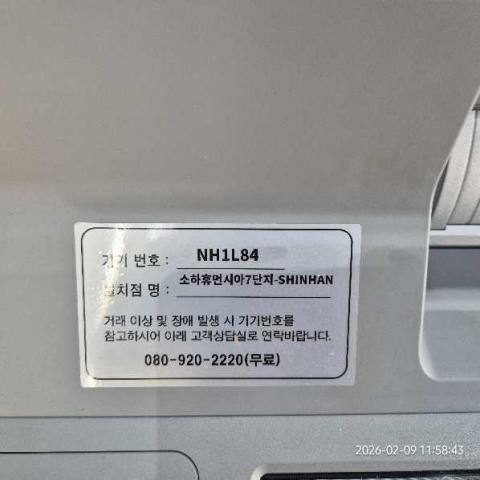 기기 번호 : NH1L84
설치점 명 : 소하휴먼시아7단지-SHINHAN
거래 이상 및 장애 발생 시 기기번호를
참고하시어 아래 고객상담실로 연락바랍니다.
080-920-2220(무료)
2026-02-09 11:58:43